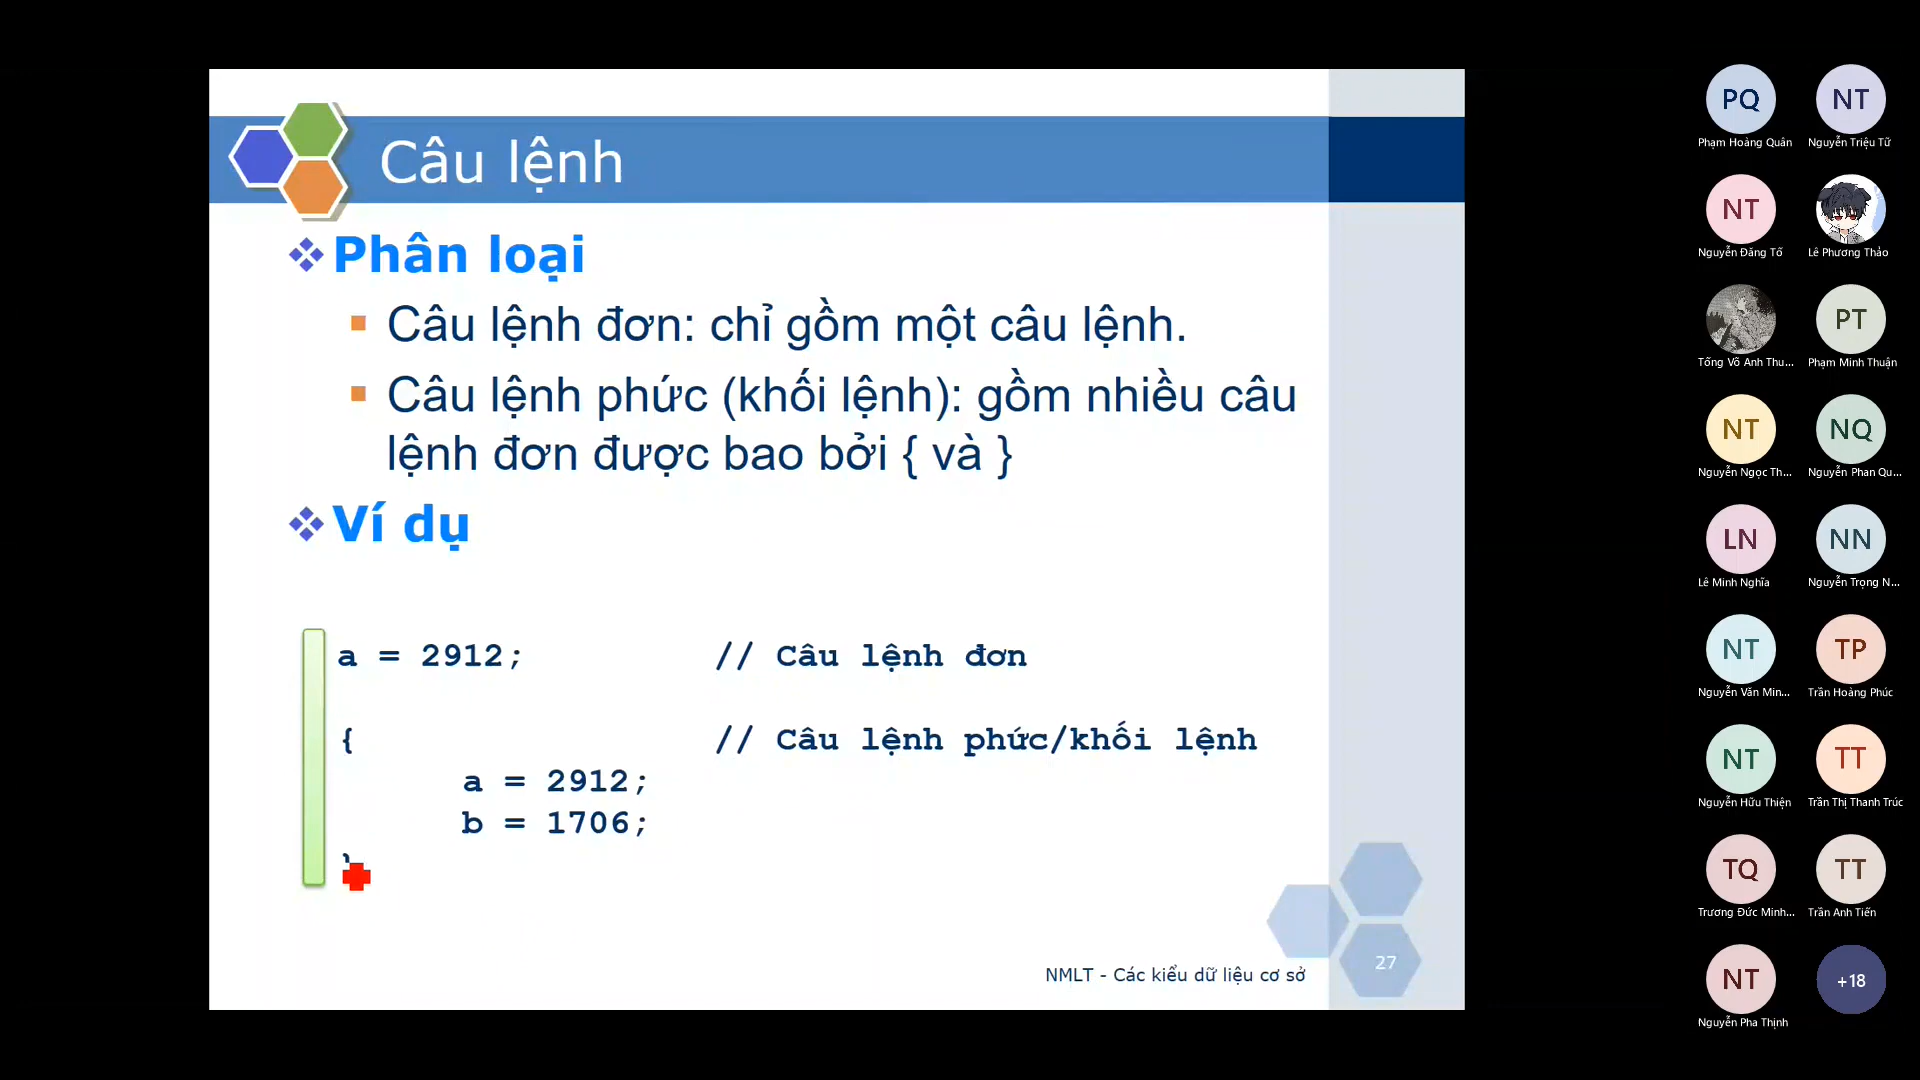 Câu lệnh
Phân loại
Câu lệnh đơn: chỉ gồm một câu lệnh.
Câu lệnh phức (khối lệnh): gồm nhiều câu
lệnh đơn được bao bởi { và }
Ví dụ
a = 2912; // Câu lệnh đơn
{ // Câu lệnh phức/khối lệnh
a = 2912;
b = 1706;
NMLT - Các kiểu dữ liệu cơ sở
27
PQ NT
Phạm Hoàng Quân Nguyễn Triệu Tử
NT
Nguyễn Đăng Tố Lê Phương Thảo
PT
Tống Võ Anh Thu... Phạm Minh Thuận
NT NQ
Nguyễn Ngọc Th... Nguyễn Phan Qu...
LN NN
Lê Minh Nghĩa Nguyễn Trọng N...
NT TP
Nguyễn Văn Min... Trần Hoàng Phúc
NT TT
Nguyễn Hữu Thiện Trần Thị Thanh Trúc
TQ TT
Trương Đức Minh... Trần Anh Tiến
NT +18
Nguyễn Pha Thịnh